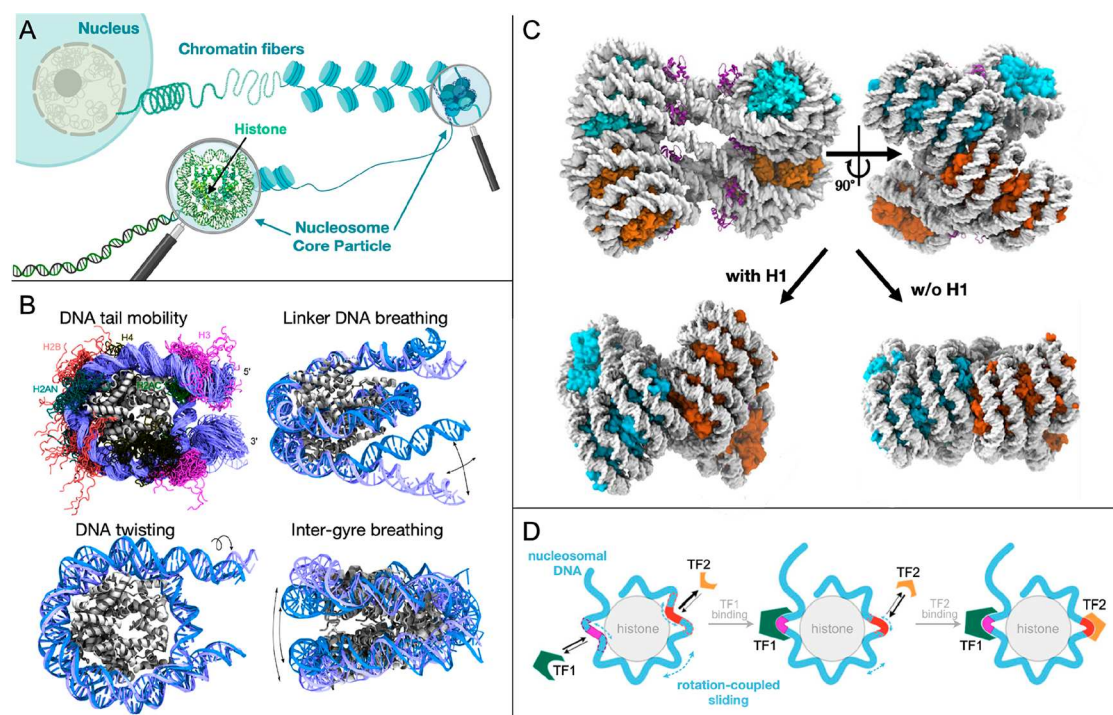 A
Nucleus
Chromatin fibers
Histone
Nucleosome
Core Particle
B
DNA tail mobility
H2B
H4
H3
H2AN
H2AC
5'
3'
Linker DNA breathing
DNA twisting
Inter-gyre breathing
C
90°
with H1
w/o H1
D
nucleosomal
DNA
TF2
histone
TF1
rotation-coupled
sliding
TF1
binding
TF2
histone
TF1
TF2
binding
TF2
histone
TF1